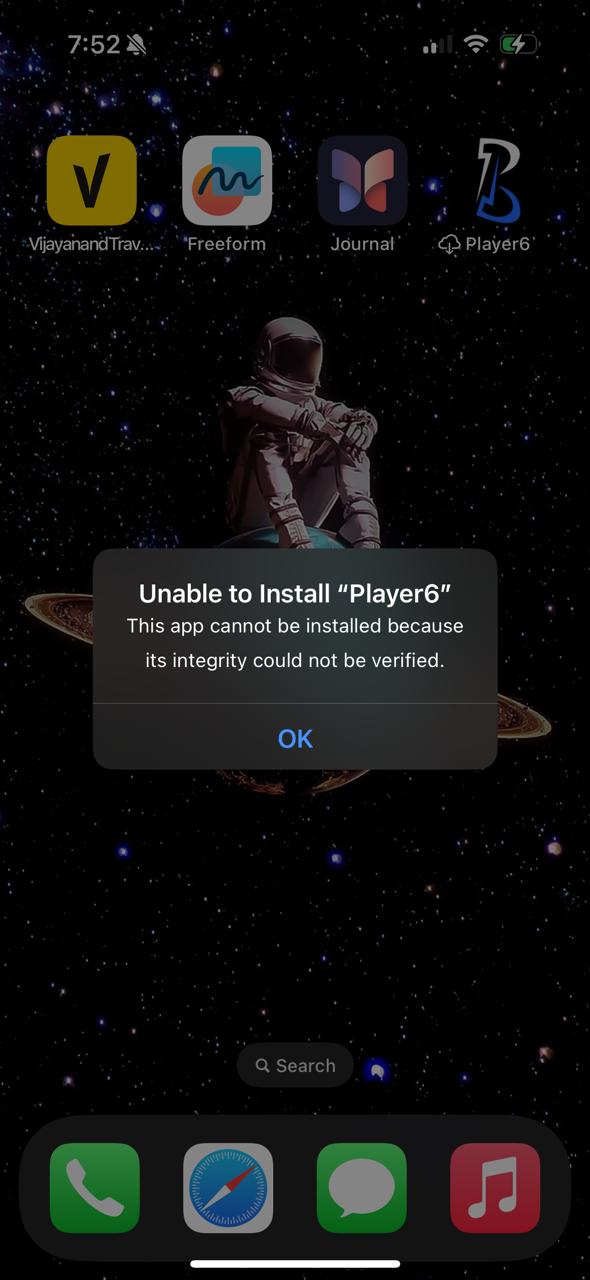 7:52
VijayanandTrav...
Freeform
Journal
Player6
Unable to Install “Player6”
This app cannot be installed because
its integrity could not be verified.
OK
Search